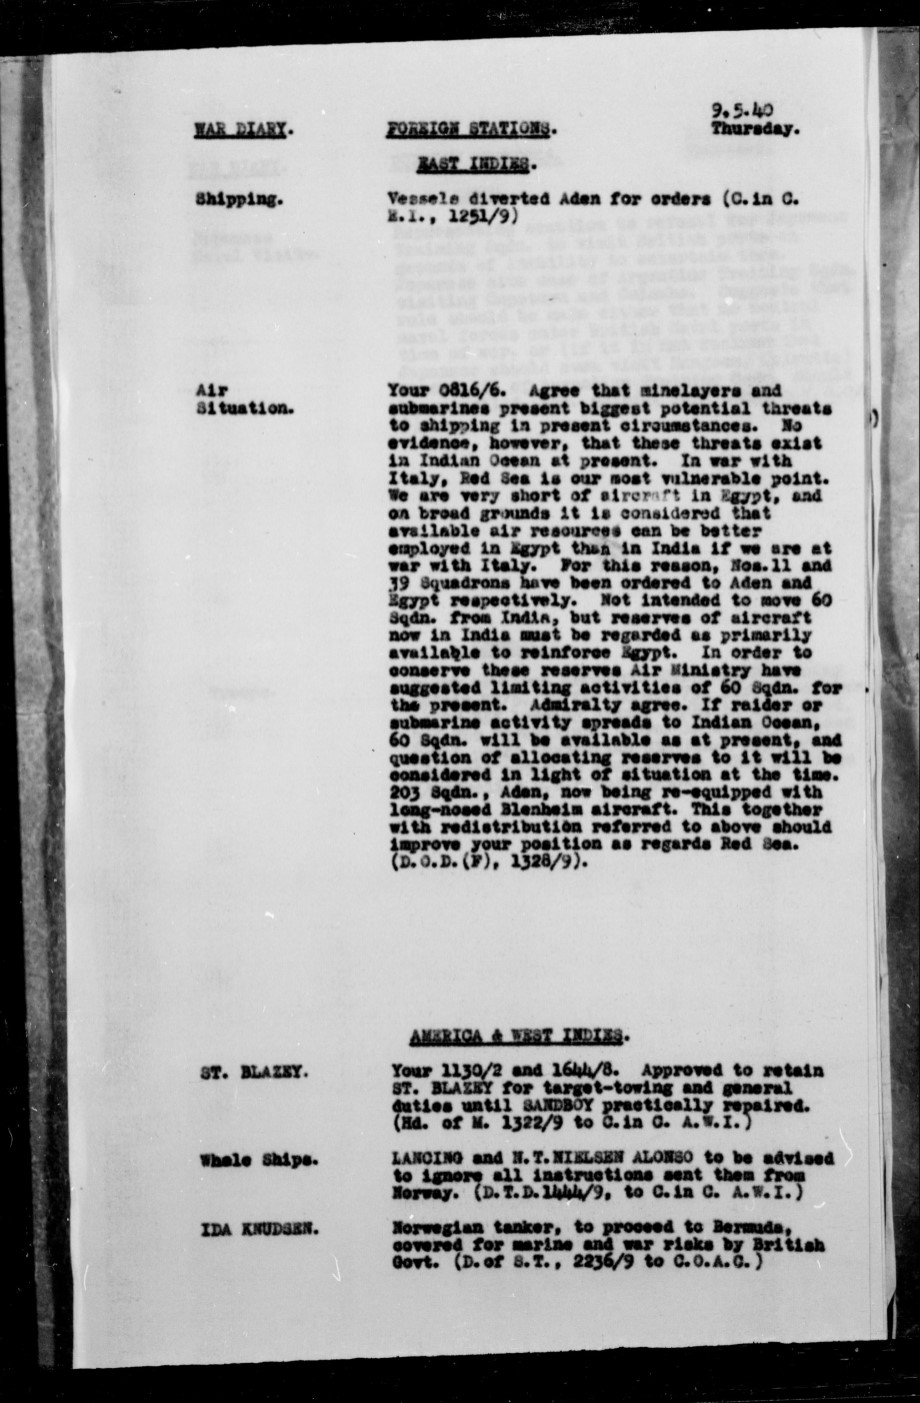 9.5.40
WAR DIARY. FOREIGN STATIONS. Thursday.
EAST INDIES.
Shipping. Vessels diverted Aden for orders (C.in C.
E.I., 1251/9)
Air Your 0816/6. Agree that minelayers and
Situation. submarines present biggest potential threats
to shipping in present circumstances. No
evidence, however, that these threats exist
in Indian Ocean at present. In war with
Italy, Red Sea is our most vulnerable point.
We are very short of aircraft in Egypt, and
on broad grounds it is considered that
available air resources can be better
employed in Egypt than in India if we are at
war with Italy. For this reason, Nos.11 and
39 Squadrons have been ordered to Aden and
Egypt respectively. Not intended to move 60
Sqdn. from India, but reserves of aircraft
now in India must be regarded as primarily
available to reinforce Egypt. In order to
conserve these reserves Air Ministry have
suggested limiting activities of 60 Sqdn. for
the present. Admiralty agree. If raider or
submarine activity spreads to Indian Ocean,
60 Sqdn. will be available as at present, and
question of allocating reserves to it will be
considered in light of situation at the time.
203 Sqdn., Aden, now being re-equipped with
long-nosed Blenheim aircraft. This together
with redistribution referred to above should
improve your position as regards Red Sea.
(D.O.D.(F), 1328/9).
AMERICA & WEST INDIES.
ST. BLAZEY. Your 1130/2 and 1644/8. Approved to retain
ST. BLAZEY for target-towing and general
duties until SANDBOY practically repaired.
(Hd. of M. 1322/9 to C.in C. A.W.I.)
Whale Ships. LANCING and N.T.NIELSEN ALONSO to be advised
to ignore all instructions sent them from
Norway. (D.T.D.1444/9, to C.in C. A.W.I.)
IDA KNUDSEN. Norwegian tanker, to proceed to Bermuda,
covered for marine and war risks by British
Govt. (D.of S.T., 2236/9 to C.O.A.C.)